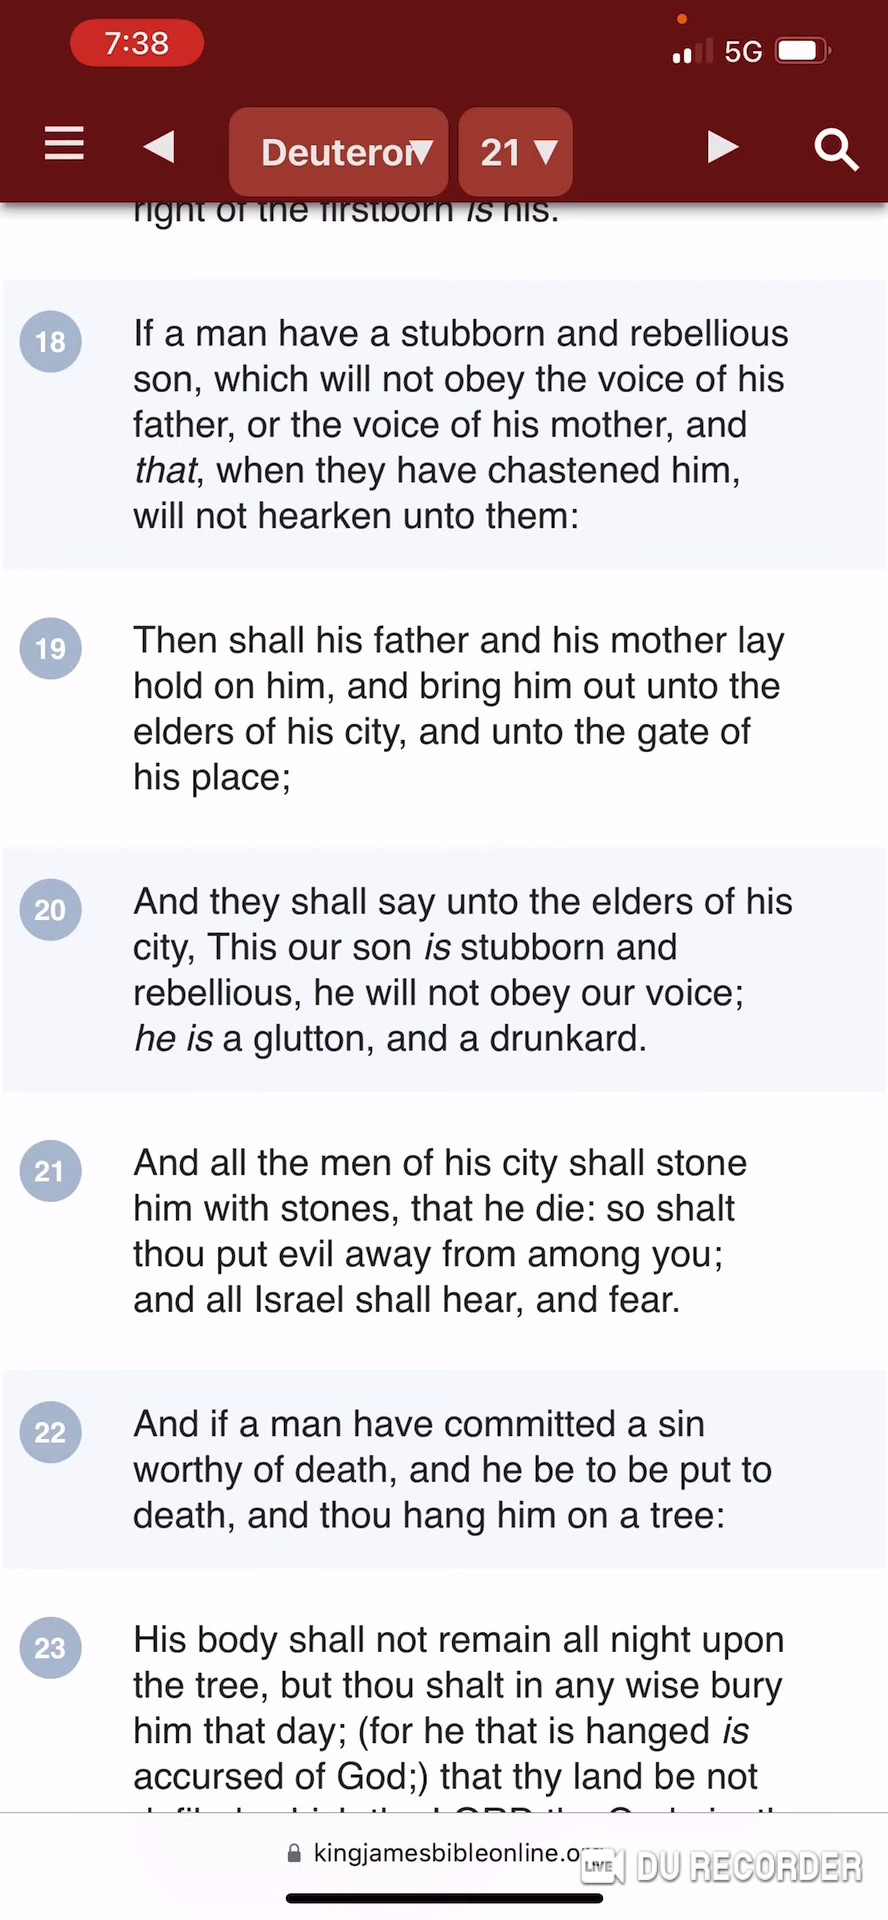 7:38
5G
Deuteron
21
right of the firstborn is his.
18
If a man have a stubborn and rebellious
son, which will not obey the voice of his
father, or the voice of his mother, and
that, when they have chastened him,
will not hearken unto them:
19
Then shall his father and his mother lay
hold on him, and bring him out unto the
elders of his city, and unto the gate of
his place;
20
And they shall say unto the elders of his
city, This our son is stubborn and
rebellious, he will not obey our voice;
he is a glutton, and a drunkard.
21
And all the men of his city shall stone
him with stones, that he die: so shalt
thou put evil away from among you;
and all Israel shall hear, and fear.
22
And if a man have committed a sin
worthy of death, and he be to be put to
death, and thou hang him on a tree:
23
His body shall not remain all night upon
the tree, but thou shalt in any wise bury
him that day; (for he that is hanged is
accursed of God;) that thy land be not
kingjamesbibleonline.o
LIVE DU RECORDER